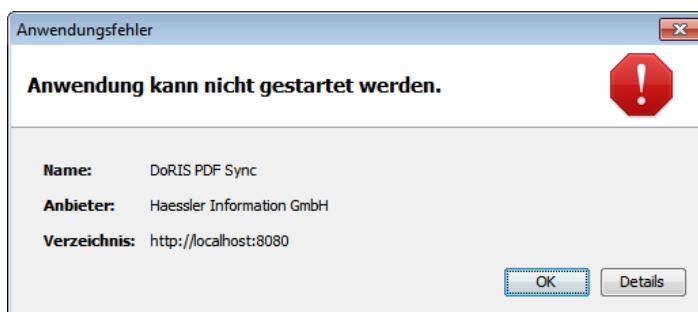 Anwendungsfehler
Anwendung kann nicht gestartet werden.
Name: DoRIS PDF Sync
Anbieter: Haessler Information GmbH
Verzeichnis: http://localhost:8080
OK Details